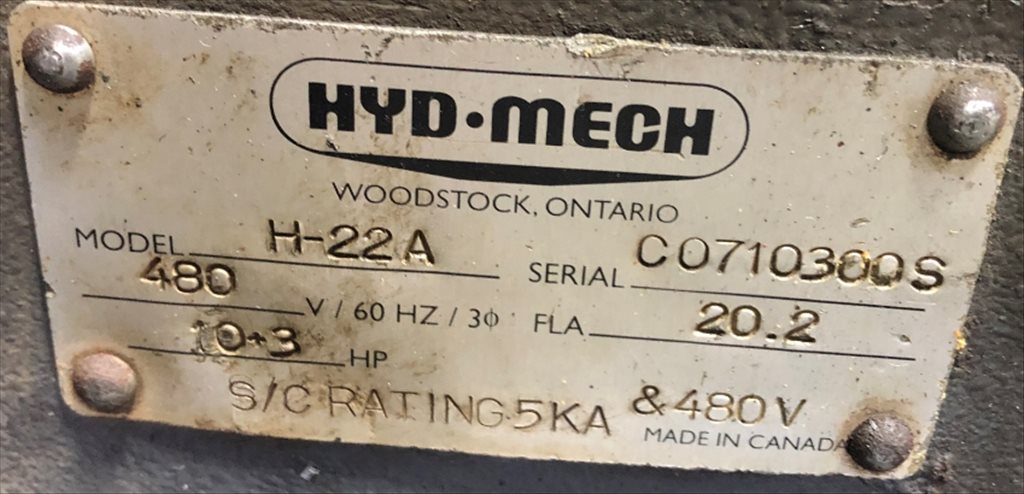 HYD•MECH
WOODSTOCK, ONTARIO
MODEL H-22A SERIAL C0710300S
480 V / 60 HZ / 3ϕ FLA 20.2
10+3 HP
S/C RATING 5KA &480V
MADE IN CANADA